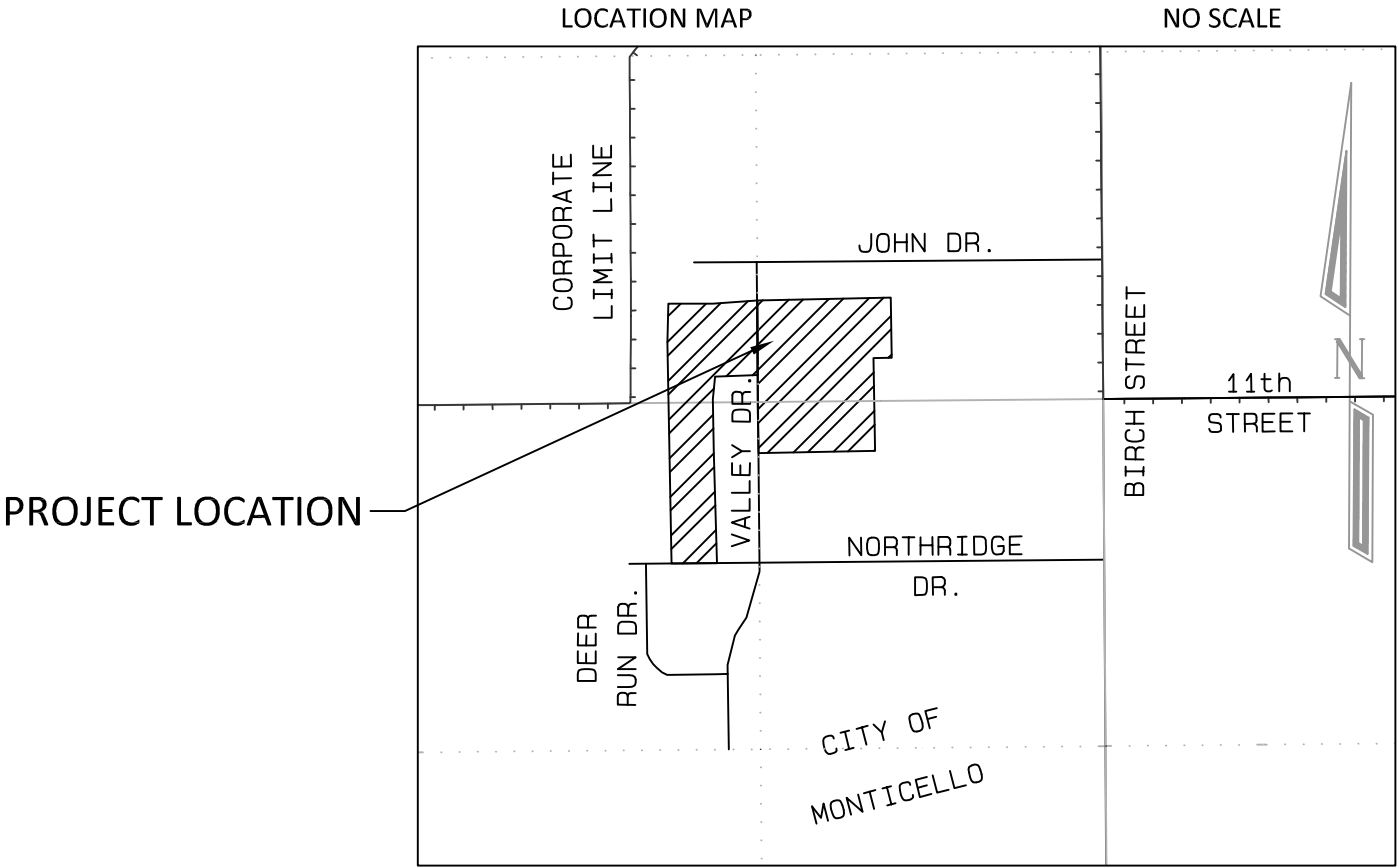 LOCATION MAP
NO SCALE
CORPORATE
LIMIT LINE
JOHN DR.
BIRCH STREET
11th
STREET
N
VALLEY DR.
PROJECT LOCATION
NORTHRIDGE
DR.
DEER
RUN DR.
CITY OF
MONTICELLO